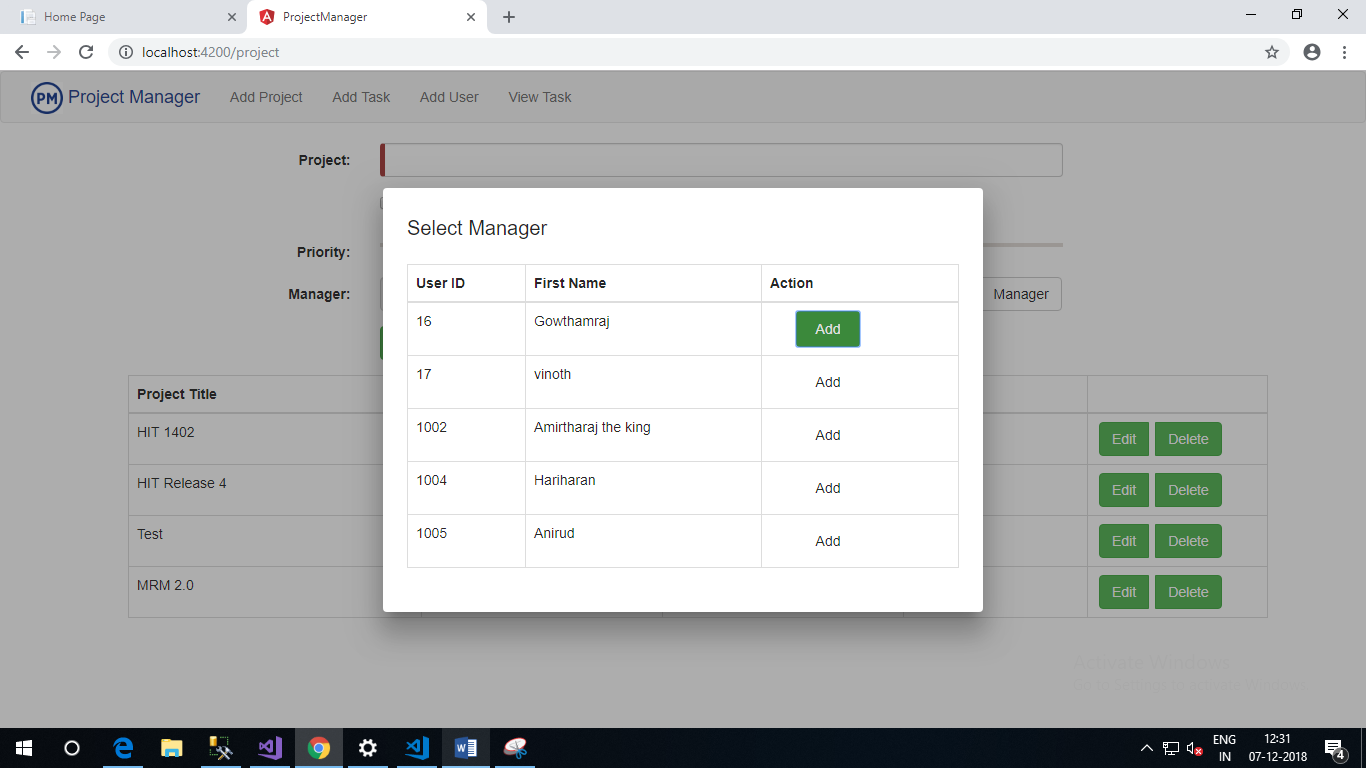 Home Page
ProjectManager
localhost:4200/project
PM Project Manager Add Project Add Task Add User View Task
Project:
Priority:
Manager:
Manager
Select Manager
User ID First Name Action
16 Gowthamraj Add
17 vinoth Add
1002 Amirtharaj the king Add
1004 Hariharan Add
1005 Anirud Add
Project Title
HIT 1402 Edit Delete
HIT Release 4 Edit Delete
Test Edit Delete
MRM 2.0 Edit Delete
Activate Windows
ENG
IN
12:31
07-12-2018
4